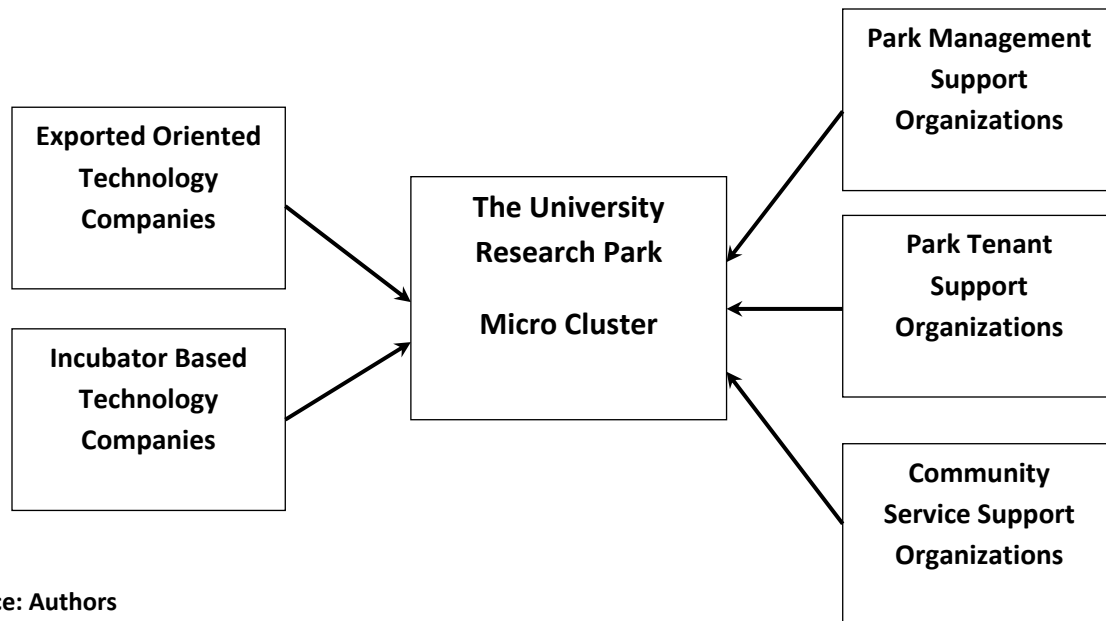 Exported Oriented
Technology
Companies
Incubator Based
Technology
Companies
The University
Research Park
Micro Cluster
Park Management
Support
Organizations
Park Tenant
Support
Organizations
Community
Service Support
Organizations
ce: Authors